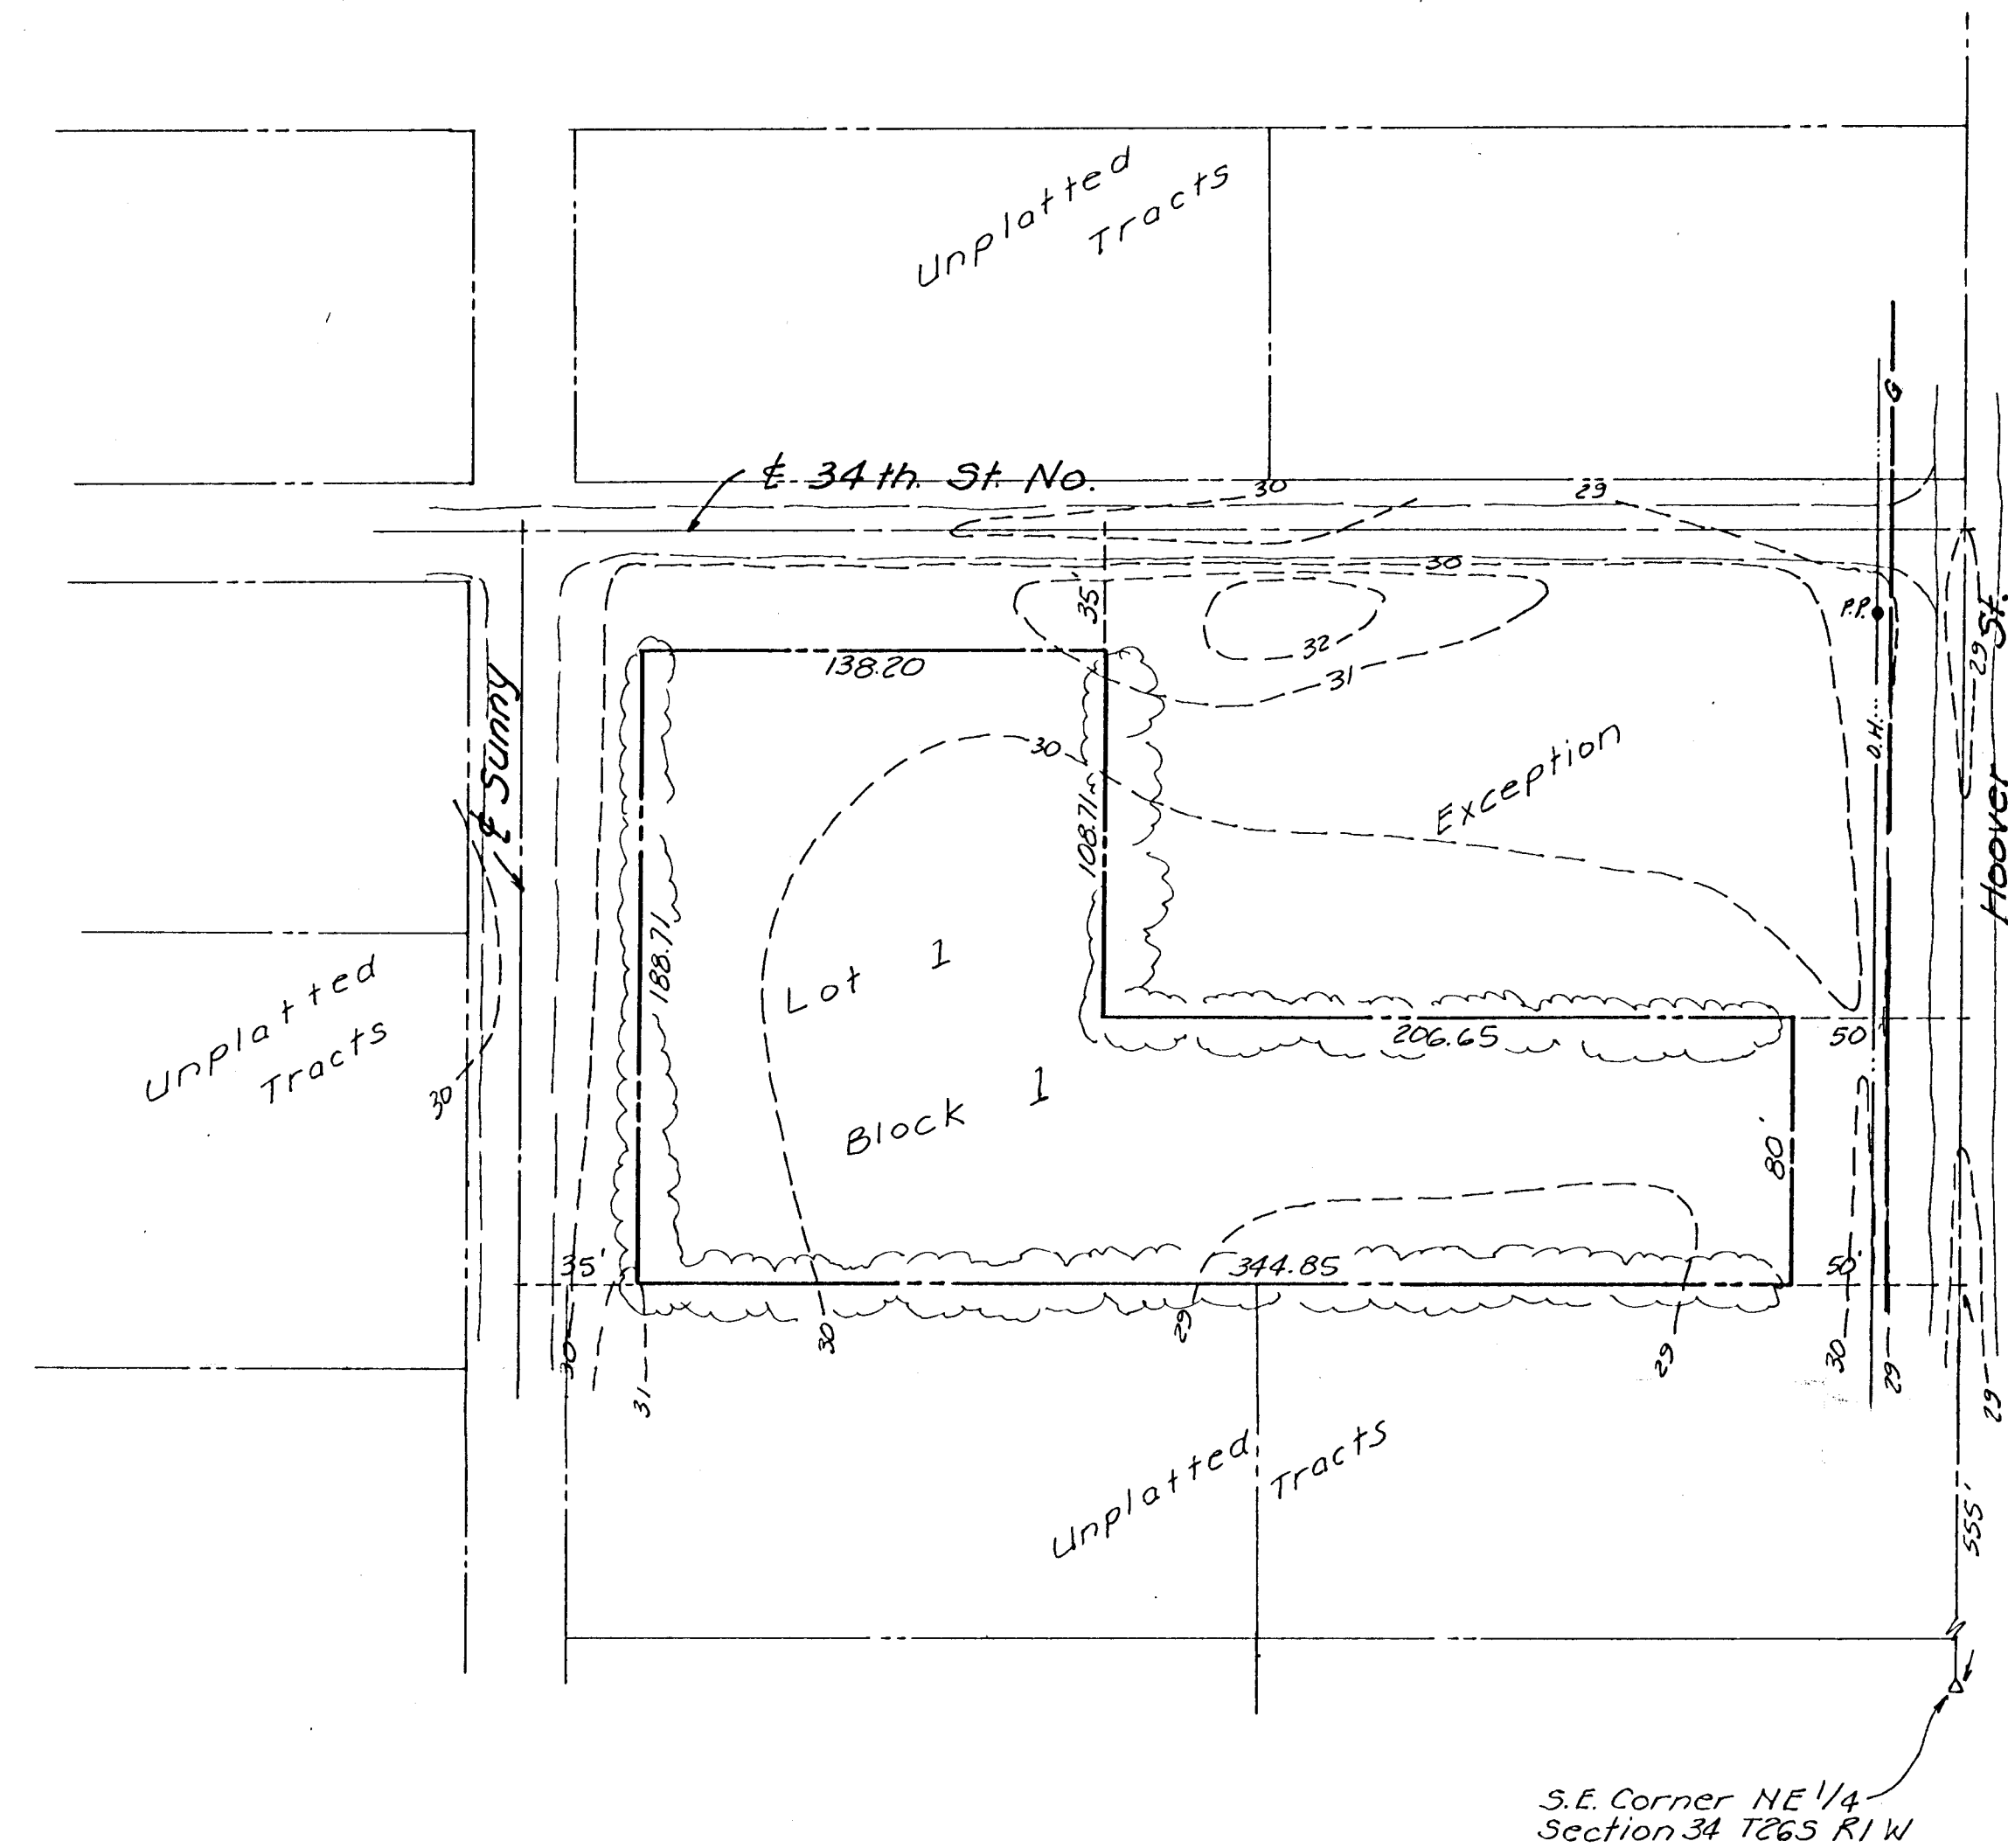 Unplatted
Tracts
₵ 34th. St. No.
30
29
G
30
35'
P.P.
32
31
29
Hoover St.
138.20
₵ Sunny
30
108.71
Exception
O.H.
188.71
Lot 1
206.65
50'
Unplatted
Tracts
30
Block 1
80'
35'
344.85
50'
30
31
30
29
29
30
29
29
Unplatted
Tracts
555'
S.E. Corner NE 1/4
Section 34 T26S R1W